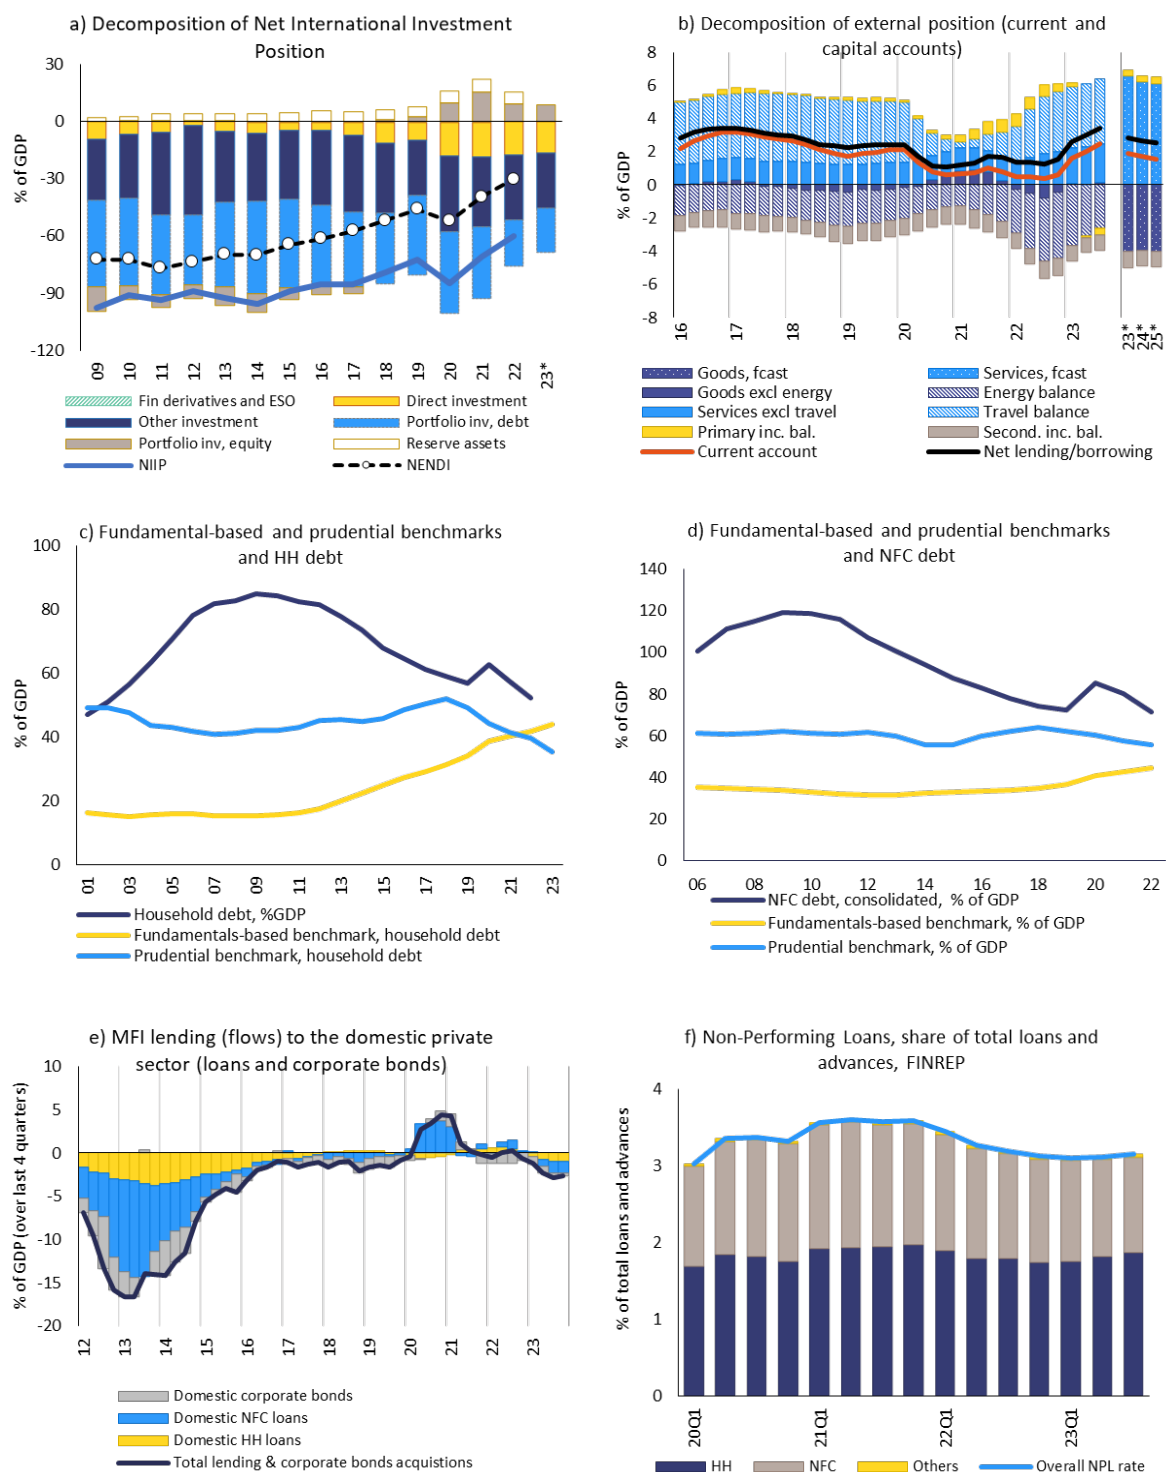 a) Decomposition of Net International Investment
Position
% of GDP
30
0
-30
-60
-90
-120
09 10 11 12 13 14 15 16 17 18 19 20 21 22 23*
Fin derivatives and ESO Direct investment
Other investment Portfolio inv, debt
Portfolio inv, equity Reserve assets
NIIP NENDI
b) Decomposition of external position (current and
capital accounts)
% of GDP
8
6
4
2
0
-2
-4
-6
-8
16 17 18 19 20 21 22 23 23* 24* 25*
Goods, fcast Services, fcast
Goods excl energy Energy balance
Services excl travel Travel balance
Primary inc. bal. Second. inc. bal.
Current account Net lending/borrowing
c) Fundamental-based and prudential benchmarks
and HH debt
% of GDP
100
80
60
40
20
0
01 03 05 07 09 11 13 15 17 19 21 23
Household debt, %GDP
Fundamentals-based benchmark, household debt
Prudential benchmark, household debt
d) Fundamental-based and prudential benchmarks
and NFC debt
% of GDP
140
120
100
80
60
40
20
0
06 08 10 12 14 16 18 20 22
NFC debt, consolidated, % of GDP
Fundamentals-based benchmark, % of GDP
Prudential benchmark, % of GDP
e) MFI lending (flows) to the domestic private
sector (loans and corporate bonds)
% of GDP (over last 4 quarters)
10
5
0
-5
-10
-15
-20
12 13 14 15 16 17 18 19 20 21 22 23
Domestic corporate bonds
Domestic NFC loans
Domestic HH loans
Total lending & corporate bonds acquistions
f) Non-Performing Loans, share of total loans and
advances, FINREP
% of total loans and advances
4
3
2
1
0
20Q1 21Q1 22Q1 23Q1
HH NFC Others Overall NPL rate